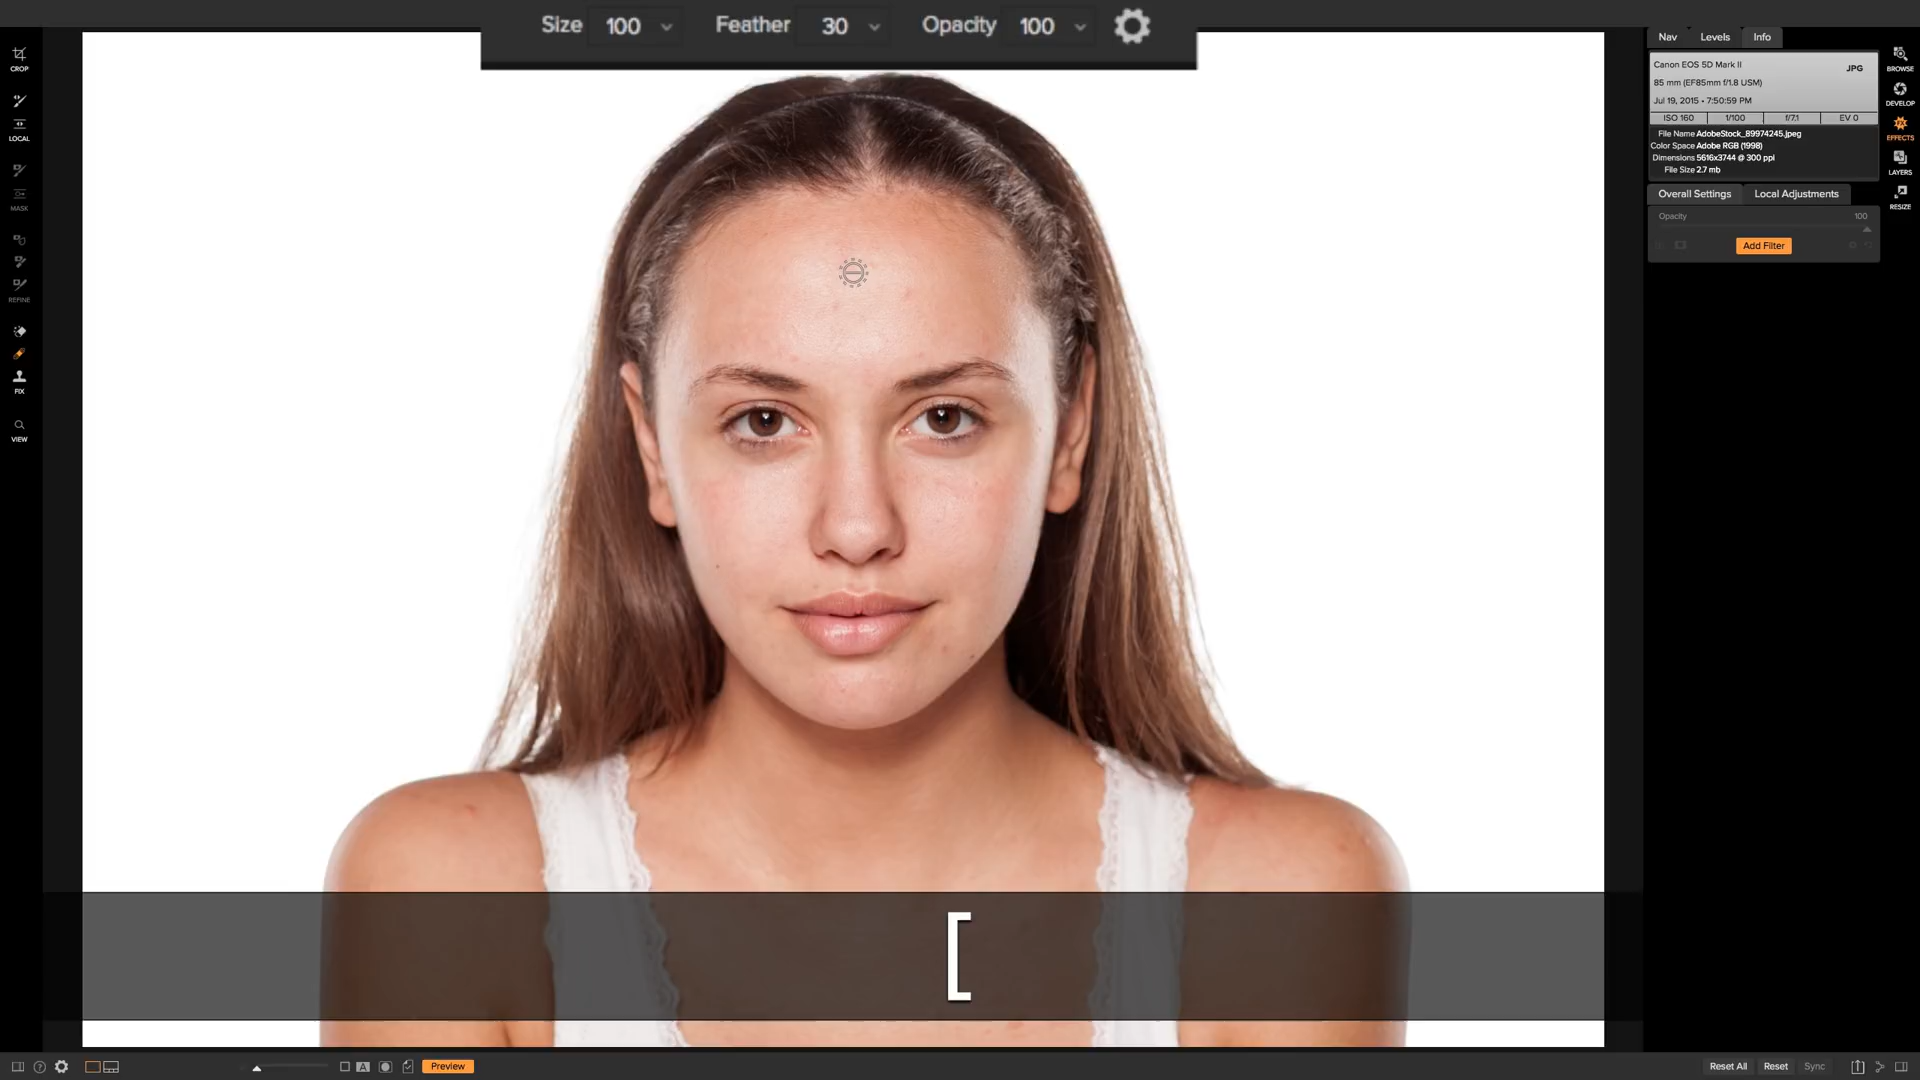 Size 100 Feather 30 Opacity 100
CROP
LOCAL
MASK
REFINE
FIX
VIEW
[
Nav Levels Info
Canon EOS 5D Mark II JPG
85 mm (EF85mm f/1.8 USM)
Jul 19, 2015 • 7:50:59 PM
ISO 160 1/100 f/7.1 EV 0
File Name AdobeStock_89974245.jpeg
Color Space Adobe RGB (1998)
Dimensions 5616x3744 @ 300 ppi
File Size 2.7 mb
Overall Settings Local Adjustments
Opacity 100
Add Filter
BROWSE
DEVELOP
EFFECTS
LAYERS
RESIZE
? A Preview
Reset All Reset Sync